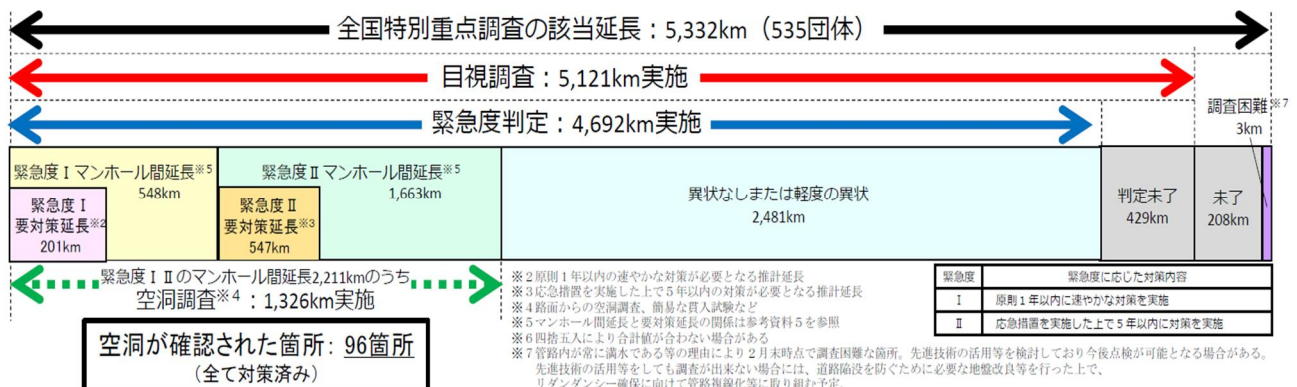 全国特別重点調査の該当延長：5,332km（535団体）
目視調査：5,121km実施
調査困難※7
3km
緊急度判定：4,692km実施
緊急度Ⅰマンホール間延長※5
548km
緊急度Ⅰ
要対策延長※2
201km
緊急度Ⅱマンホール間延長※5
1,663km
緊急度Ⅱ
要対策延長※3
547km
異状なしまたは軽度の異状
2,481km
判定未了
429km
未了
208km
緊急度ⅠⅡのマンホール間延長2,211kmのうち
空洞調査※4：1,326km実施
空洞が確認された箇所：96箇所
（全て対策済み）
※２原則１年以内の速やかな対策が必要となる推計延長
※３応急措置を実施した上で５年以内の対策が必要となる推計延長
※４路面からの空洞調査、簡易な貫入試験など
※５マンホール間延長と要対策延長の関係は参考資料５を参照
※６四捨五入により合計値が合わない場合がある
※７管路内が常に満水である等の理由により２月末時点で調査困難な箇所。先進技術の活用等を検討しており今後点検が可能となる場合がある。
先進技術の活用等をしても調査が出来ない場合には、道路陥没を防ぐために必要な地盤改良等を行った上で、
リダンダンシー確保に向けて管路複線化等に取り組む予定。
緊急度 緊急度に応じた対策内容
Ⅰ 原則１年以内に速やかな対策を実施
Ⅱ 応急措置を実施した上で５年以内に対策を実施